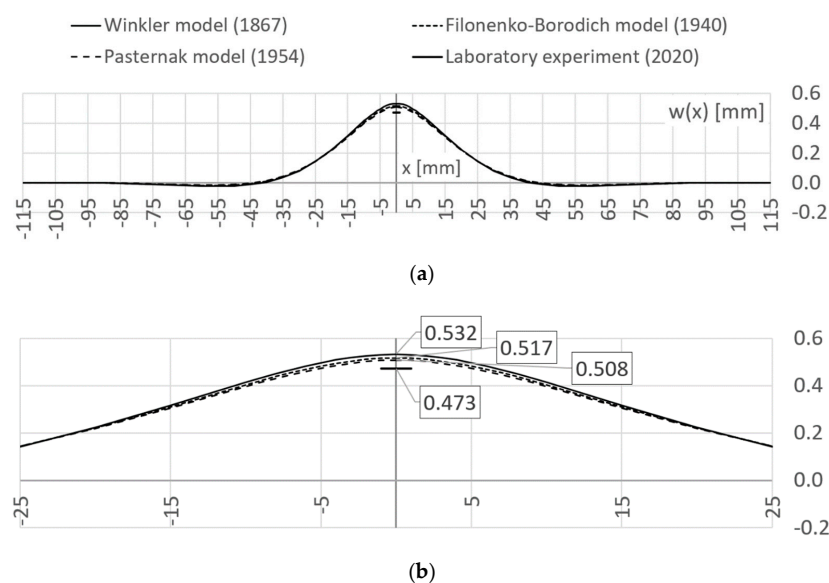 Winkler model (1867) Filonenko-Borodich model (1940)
Pasternak model (1954) Laboratory experiment (2020)
0.6
w(x) [mm] 0.4
0.2
x [mm]
0.0
-0.2
-115 -105 -95 -85 -75 -65 -55 -45 -35 -25 -15 -5 5 15 25 35 45 55 65 75 85 95 105 115
(a)
0.532 0.6
0.517
0.508
0.473 0.4
0.2
0.0
-25 -15 -5 5 15 25
-0.2
(b)